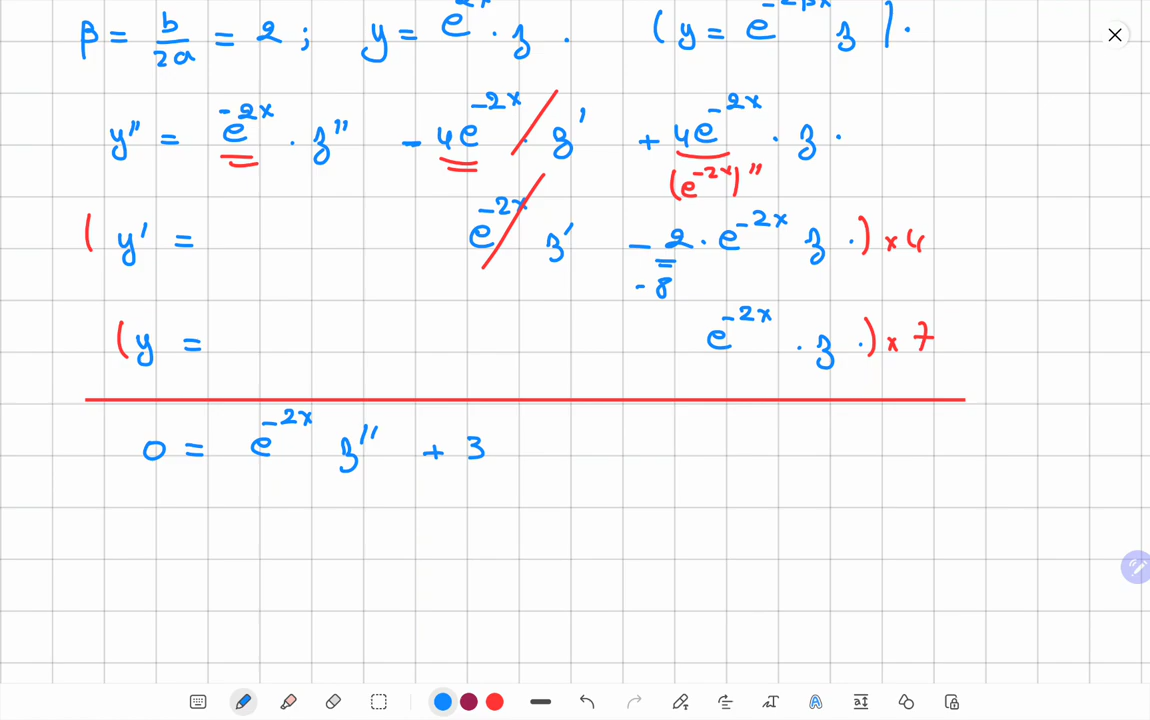 β = b/2a = 2 ; y = e^-2x · z . (y = e^-2βx z) .
y'' = e^-2x · z'' - 4e^-2x · z' + 4e^-2x · z .
(e^-2x)''
(y' = e^-2x z' - 2 · e^-2x z .) × 4
- 8
(y = e^-2x · z .) × 7
0 = e^-2x z'' + 3